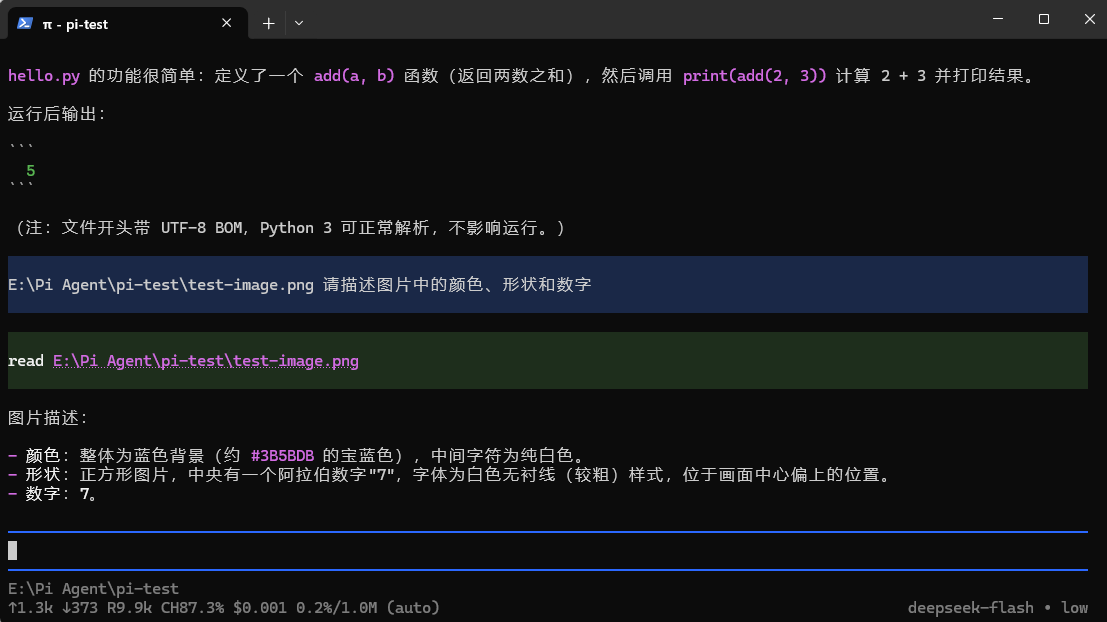 π - pi-test
hello.py 的功能很简单：定义了一个 add(a, b) 函数（返回两数之和），然后调用 print(add(2, 3)) 计算 2 + 3 并打印结果。
运行后输出：
```
5
```
（注：文件开头带 UTF-8 BOM，Python 3 可正常解析，不影响运行。）
E:\Pi Agent\pi-test\test-image.png 请描述图片中的颜色、形状和数字
read E:\Pi Agent\pi-test\test-image.png
图片描述：
- 颜色：整体为蓝色背景（约 #3B5BDB 的宝蓝色），中间字符为纯白色。
- 形状：正方形图片，中央有一个阿拉伯数字"7"，字体为白色无衬线（较粗）样式，位于画面中心偏上的位置。
- 数字：7。
E:\Pi Agent\pi-test
↑1.3k ↓373 R9.9k CH87.3% $0.001 0.2%/1.0M (auto)
deepseek-flash • low